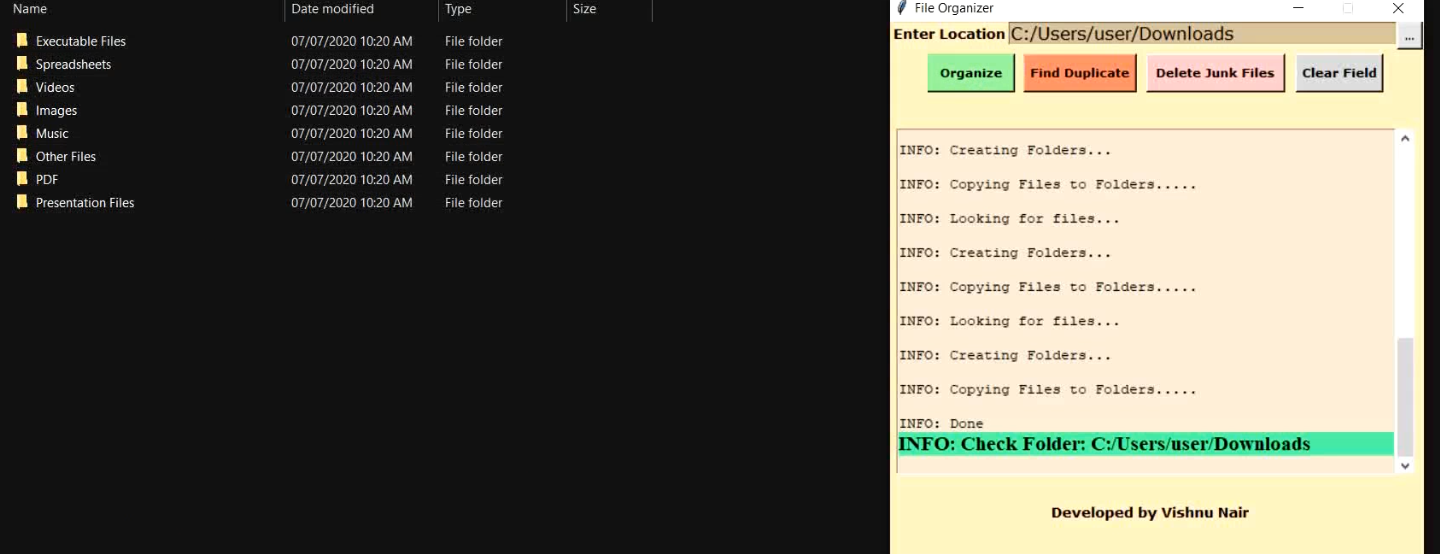 Name Date modified Type Size
Executable Files 07/07/2020 10:20 AM File folder
Spreadsheets 07/07/2020 10:20 AM File folder
Videos 07/07/2020 10:20 AM File folder
Images 07/07/2020 10:20 AM File folder
Music 07/07/2020 10:20 AM File folder
Other Files 07/07/2020 10:20 AM File folder
PDF 07/07/2020 10:20 AM File folder
Presentation Files 07/07/2020 10:20 AM File folder
File Organizer
Enter Location C:/Users/user/Downloads ...
Organize Find Duplicate Delete Junk Files Clear Field
INFO: Creating Folders...
INFO: Copying Files to Folders.....
INFO: Looking for files...
INFO: Creating Folders...
INFO: Copying Files to Folders.....
INFO: Looking for files...
INFO: Creating Folders...
INFO: Copying Files to Folders.....
INFO: Done
INFO: Check Folder: C:/Users/user/Downloads
Developed by Vishnu Nair